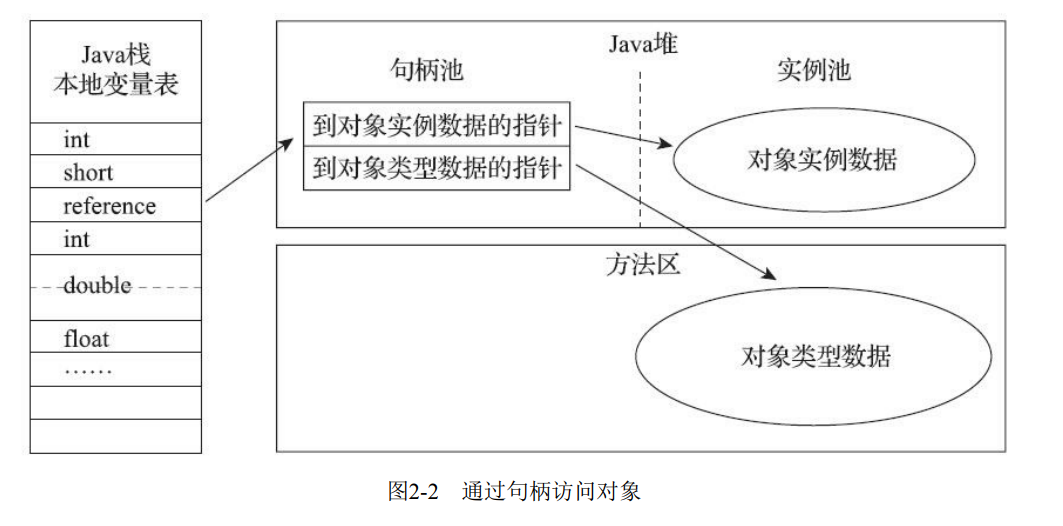 Java栈
本地变量表
int
short
reference
int
double
float
……
Java堆
句柄池
实例池
到对象实例数据的指针
到对象类型数据的指针
对象实例数据
方法区
对象类型数据
图2-2 通过句柄访问对象